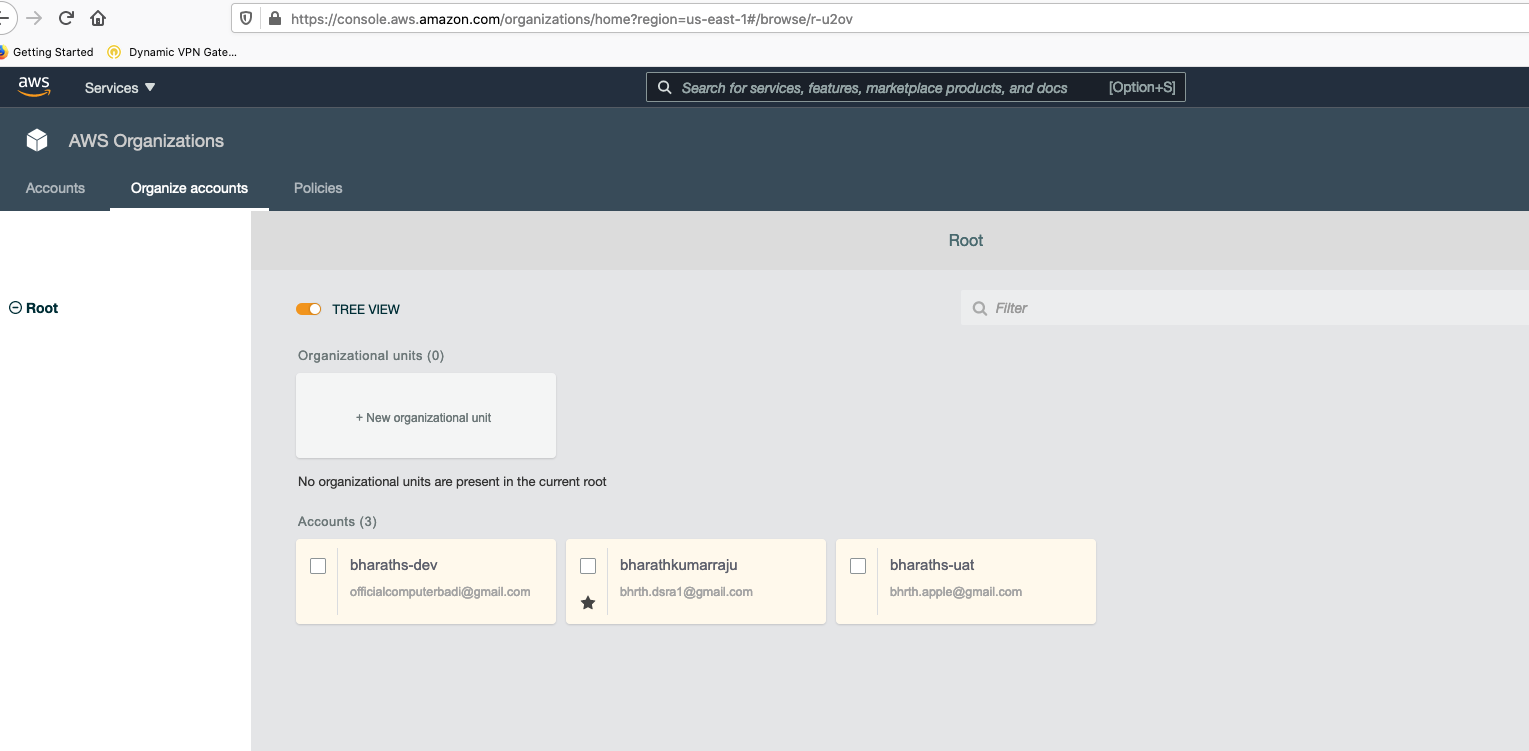 https://console.aws.amazon.com/organizations/home?region=us-east-1#/browse/r-u2ov
Getting Started Dynamic VPN Gate...
aws Services Search for services, features, marketplace products, and docs [Option+S]
AWS Organizations
Accounts Organize accounts Policies
Root
Root
TREE VIEW Filter
Organizational units (0)
+ New organizational unit
No organizational units are present in the current root
Accounts (3)
bharaths-dev bharathkumarraju bharaths-uat
officialcomputerbadi@gmail.com bhrth.dsra1@gmail.com bhrth.apple@gmail.com